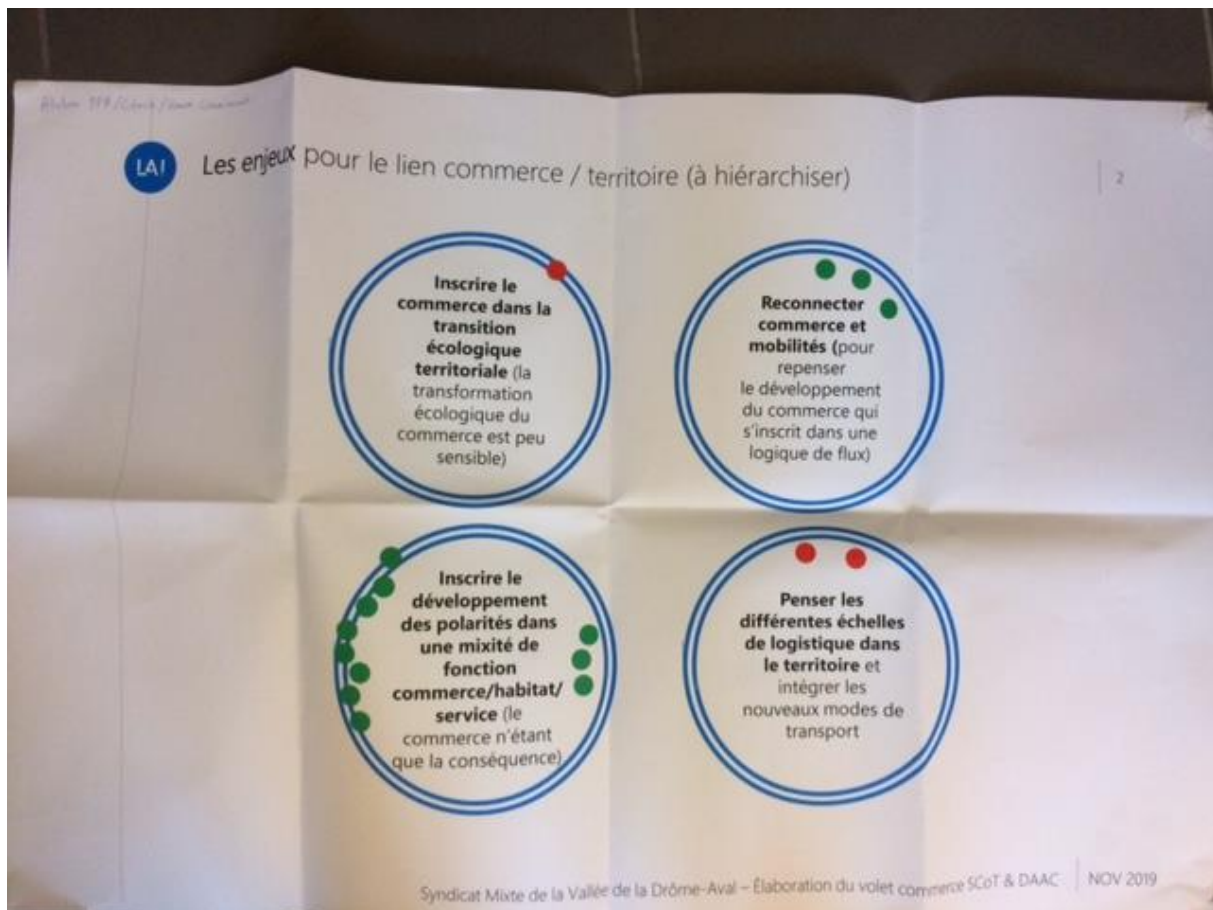 LA!
Les enjeux pour le lien commerce / territoire (à hiérarchiser)
2
Inscrire le
commerce dans la
transition
écologique
territoriale (la
transformation
écologique du
commerce est peu
sensible)
Reconnecter
commerce et
mobilités (pour
repenser
le développement
du commerce qui
s'inscrit dans une
logique de flux)
Inscrire le
développement
des polarités dans
une mixité de
fonction
commerce/habitat/
service (le
commerce n'étant
que la conséquence)
Penser les
différentes échelles
de logistique dans
le territoire et
intégrer les
nouveaux modes de
transport
Syndicat Mixte de la Vallée de la Drôme-Aval – Élaboration du volet commerce SCoT & DAAC
NOV 2019